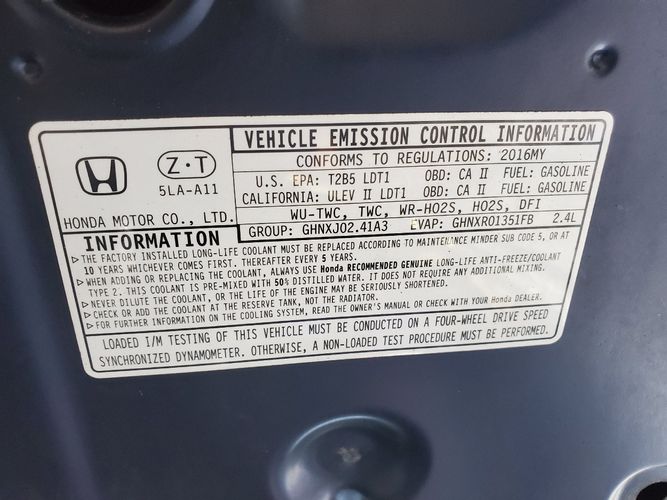 VEHICLE EMISSION CONTROL INFORMATION
Z·T
5LA-A11
HONDA MOTOR CO., LTD.
CONFORMS TO REGULATIONS: 2016MY
U.S. EPA: T2B5 LDT1 OBD: CA II FUEL: GASOLINE
CALIFORNIA: ULEV II LDT1 OBD: CA II FUEL: GASOLINE
WU-TWC, TWC, WR-HO2S, HO2S, DFI
GROUP: GHNXJ02.41A3 EVAP: GHNXR01351FB 2.4L
INFORMATION
▷ THE FACTORY INSTALLED LONG-LIFE COOLANT MUST BE REPLACED ACCORDING TO MAINTENANCE MINDER SUB CODE 5, OR AT
10 YEARS WHICHEVER COMES FIRST. THEREAFTER EVERY 5 YEARS.
▷ WHEN ADDING OR REPLACING THE COOLANT, ALWAYS USE Honda RECOMMENDED GENUINE LONG-LIFE ANTI-FREEZE/COOLANT
TYPE 2. THIS COOLANT IS PRE-MIXED WITH 50% DISTILLED WATER. IT DOES NOT REQUIRE ANY ADDITIONAL MIXING.
▷ NEVER DILUTE THE COOLANT, OR THE LIFE OF THE ENGINE MAY BE SERIOUSLY SHORTENED.
▷ CHECK OR ADD THE COOLANT AT THE RESERVE TANK, NOT THE RADIATOR.
▷ FOR FURTHER INFORMATION ON THE COOLING SYSTEM, READ THE OWNER'S MANUAL OR CHECK WITH YOUR Honda DEALER.
LOADED I/M TESTING OF THIS VEHICLE MUST BE CONDUCTED ON A FOUR-WHEEL DRIVE SPEED
SYNCHRONIZED DYNAMOMETER. OTHERWISE, A NON-LOADED TEST PROCEDURE MUST BE PERFORMED.